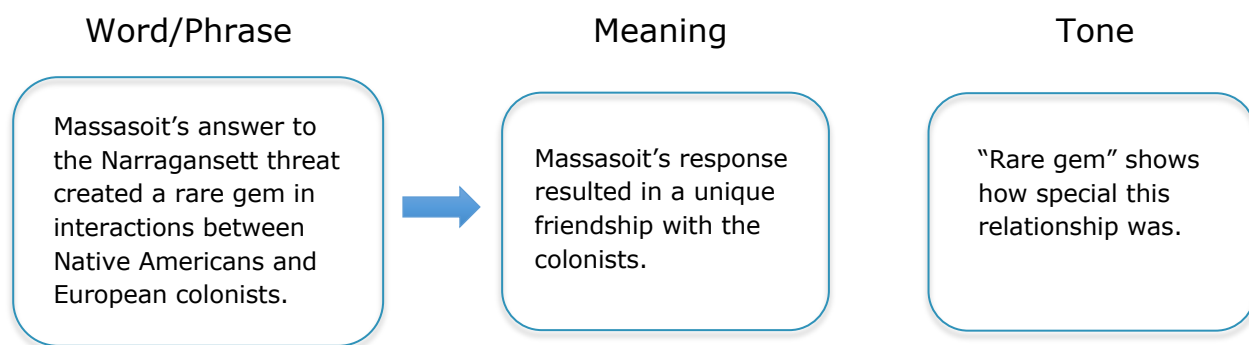 Word/Phrase
Meaning
Tone
Massasoit’s answer to
the Narragansett threat
created a rare gem in
interactions between
Native Americans and
European colonists.
Massasoit’s response
resulted in a unique
friendship with the
colonists.
“Rare gem” shows
how special this
relationship was.